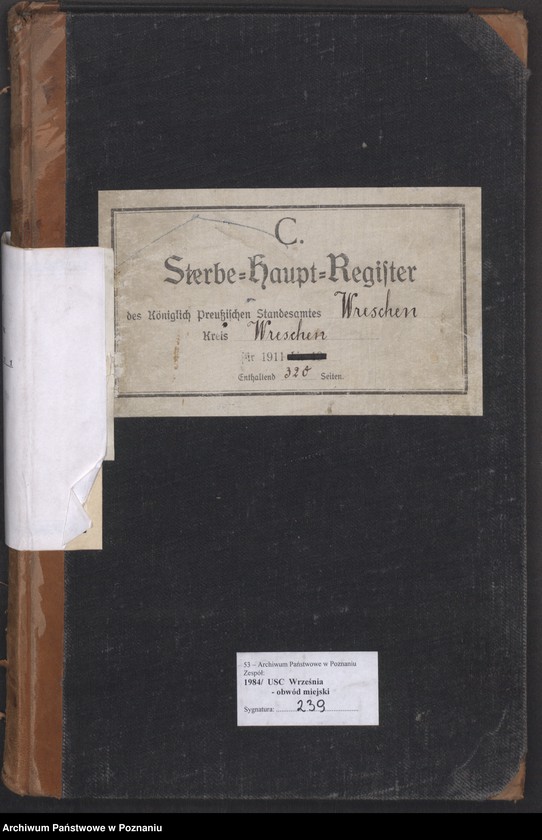 C.
Sterbe=Haupt=Register
des Königlich Preußischen Standesamtes Wreschen
Kreis Wreschen
für 1911
Enthaltend 320 Seiten.
53 – Archiwum Państwowe w Poznaniu
Zespół:
1984/ USC Września
- obwód miejski
Sygnatura: 239
Archiwum Państwowe w Poznaniu